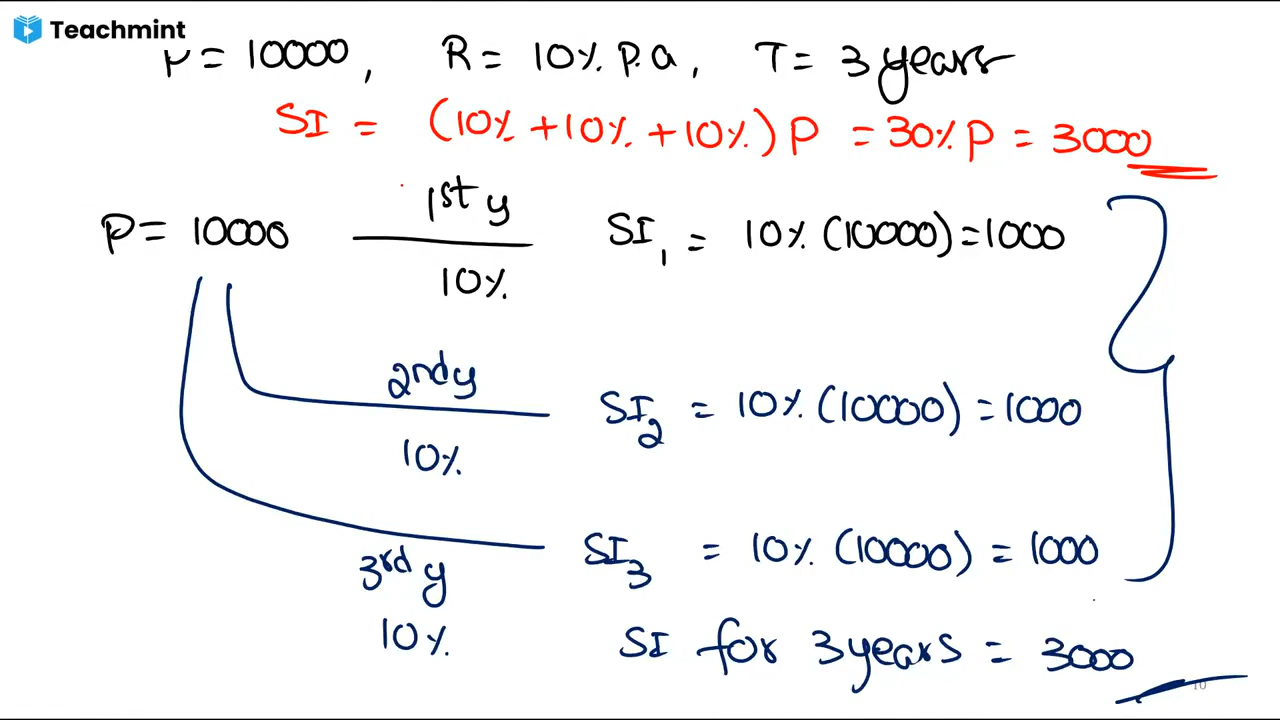 Teachmint
P = 10000, R = 10% p.a, T = 3 years
SI = (10% + 10% + 10%) P = 30% P = 3000
P = 10000 1st y 10% SI1 = 10% (10000) = 1000
2nd y 10% SI2 = 10% (10000) = 1000
3rd y 10% SI3 = 10% (10000) = 1000
SI for 3 years = 3000
10